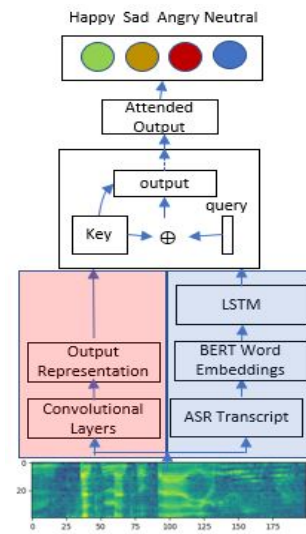 Happy Sad Angry Neutral
Attended
Output
output
query
Key
LSTM
Output
Representation
BERT Word
Embeddings
Convolutional
Layers
ASR Transcript
0
20
0 25 50 75 100 125 150 175